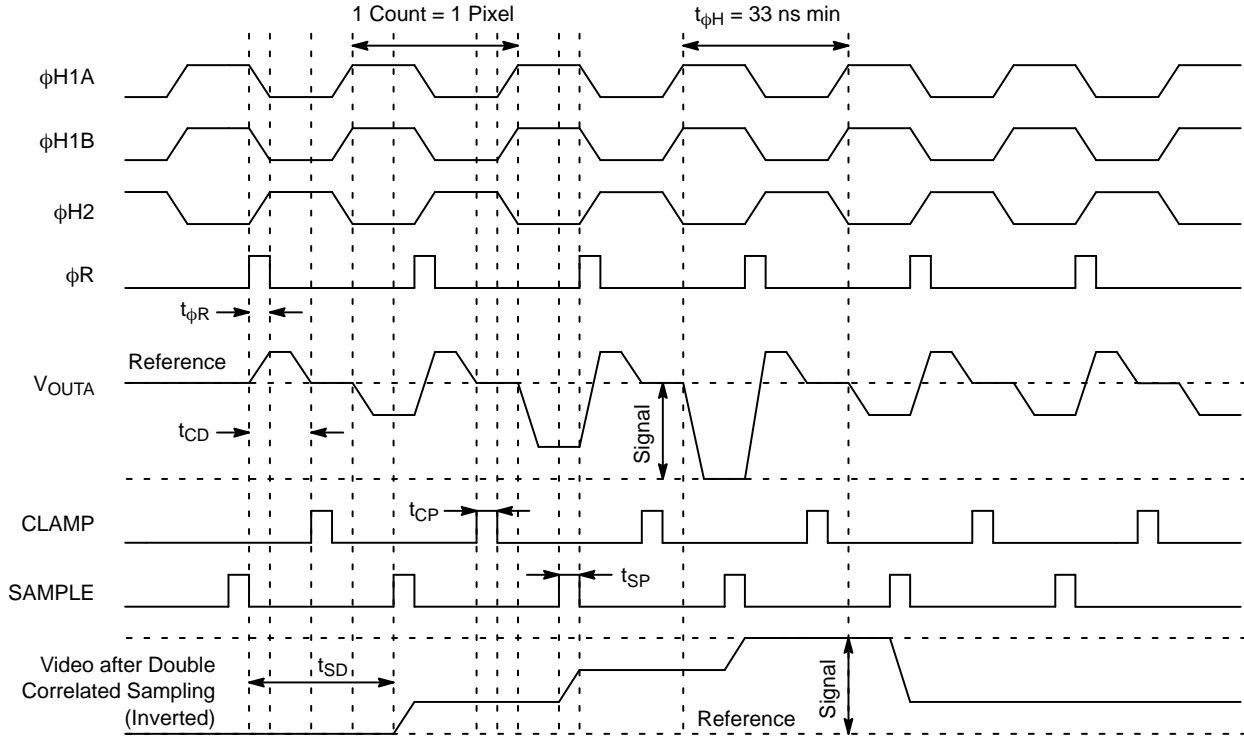 1 Count = 1 Pixel
tϕH = 33 ns min
ϕH1A
ϕH1B
ϕH2
ϕR
tϕR
Reference
VOUTA
tCD
Signal
CLAMP
tCP
SAMPLE
tSP
Video after Double
Correlated Sampling
(Inverted)
tSD
Reference
Signal